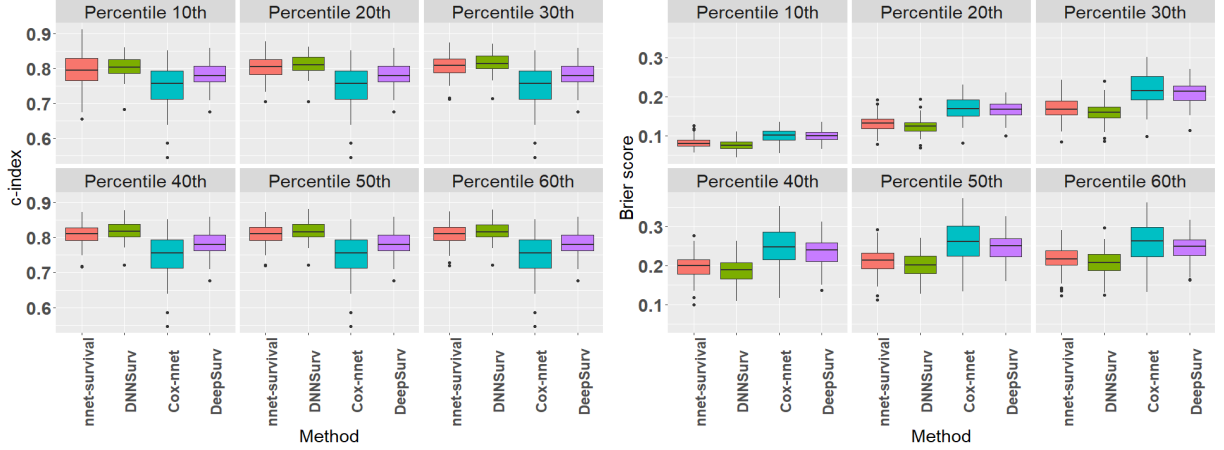 Percentile 10th Percentile 20th Percentile 30th
0.9
0.8
0.7
0.6
Percentile 40th Percentile 50th Percentile 60th
0.9
0.8
0.7
0.6
c-index
nnet-survival DNNSurv Cox-nnet DeepSurv nnet-survival DNNSurv Cox-nnet DeepSurv nnet-survival DNNSurv Cox-nnet DeepSurv
Method
Percentile 10th Percentile 20th Percentile 30th
0.3
0.2
0.1
Percentile 40th Percentile 50th Percentile 60th
0.3
0.2
0.1
Brier score
nnet-survival DNNSurv Cox-nnet DeepSurv nnet-survival DNNSurv Cox-nnet DeepSurv nnet-survival DNNSurv Cox-nnet DeepSurv
Method